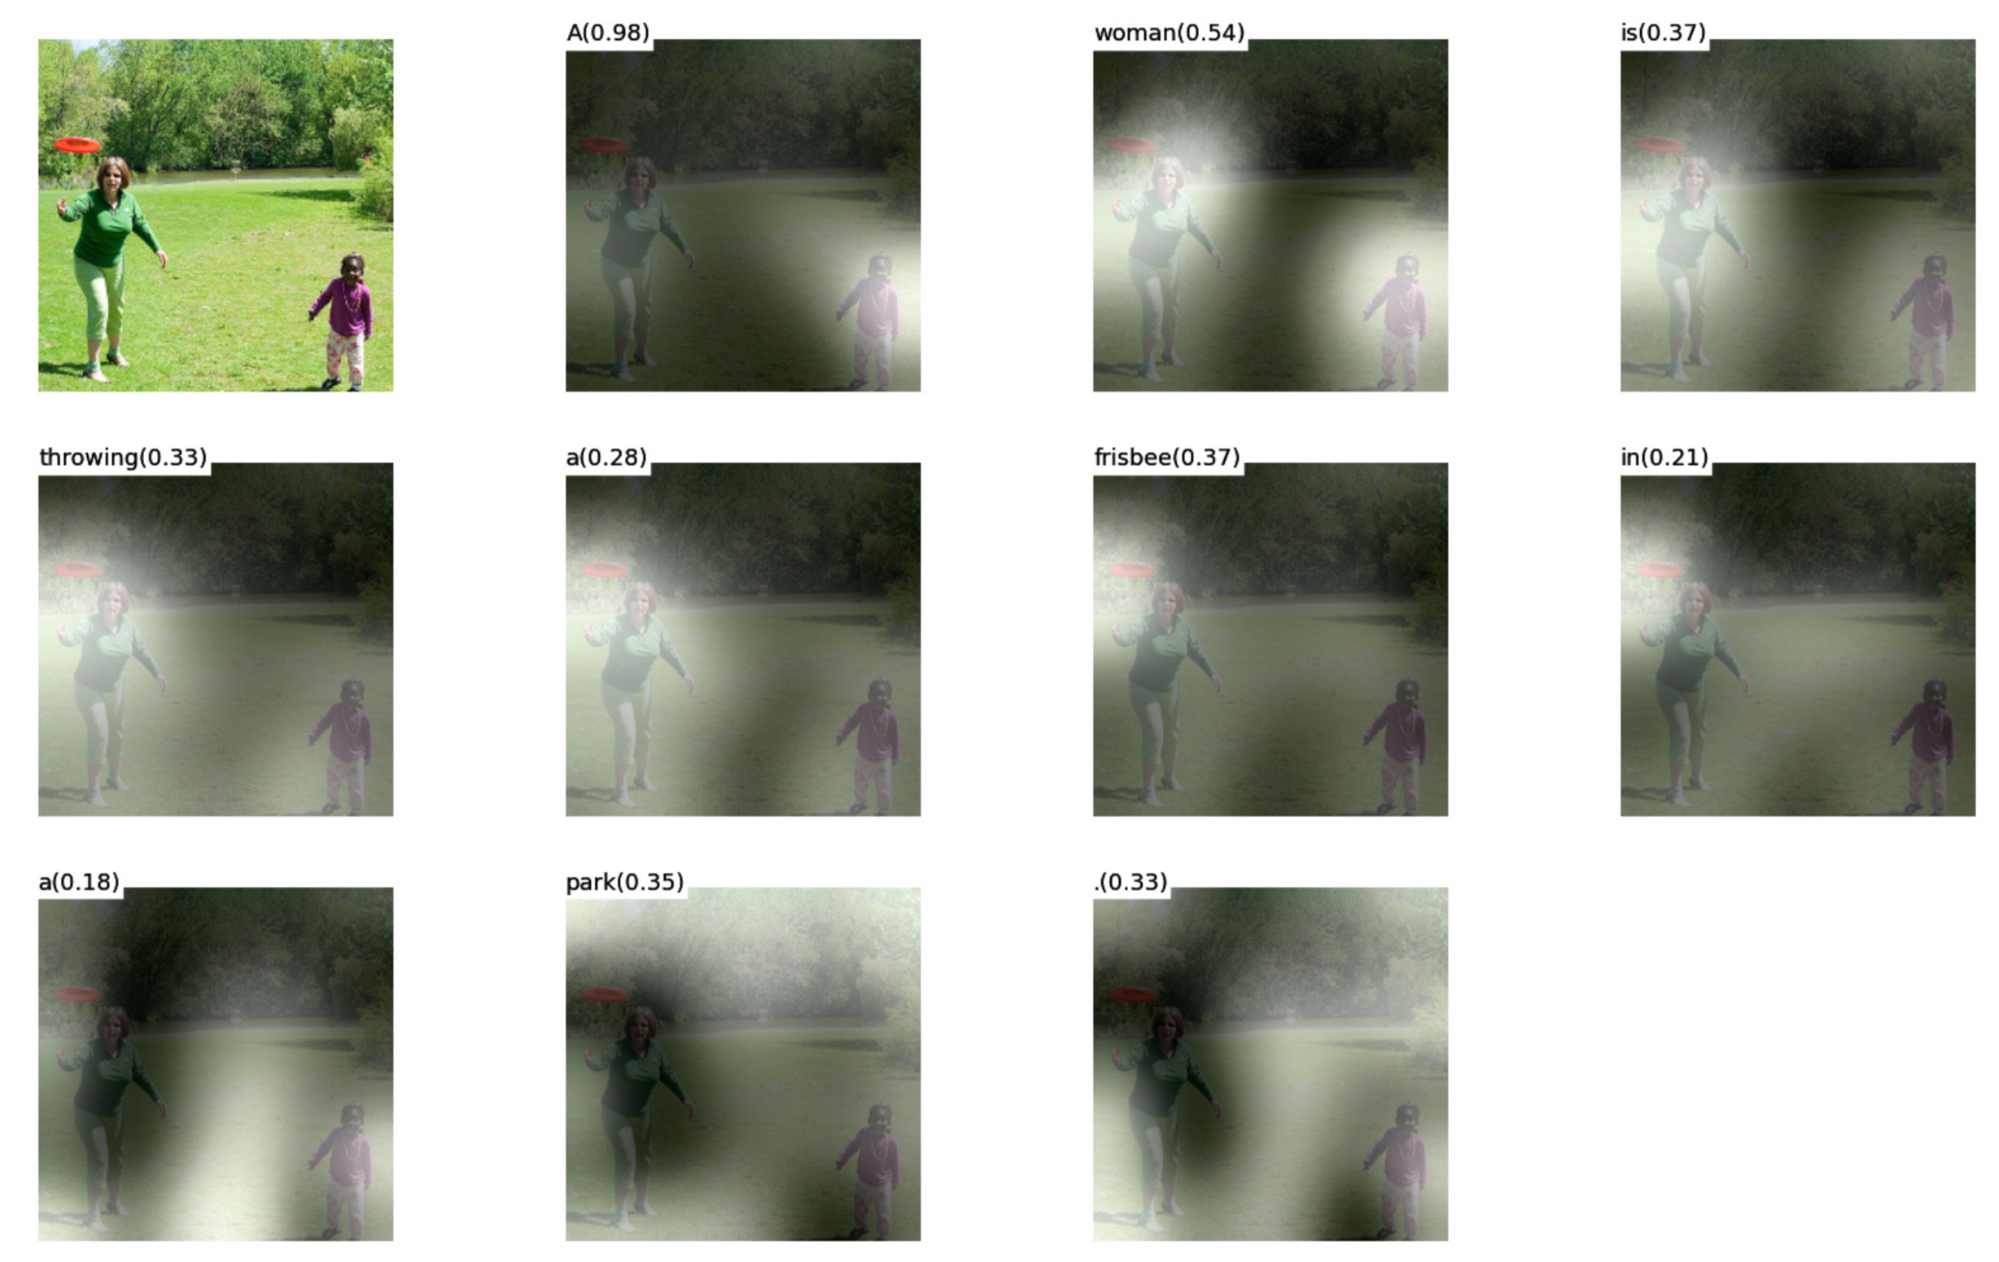 A(0.98)
woman(0.54)
is(0.37)
throwing(0.33)
a(0.28)
frisbee(0.37)
in(0.21)
a(0.18)
park(0.35)
.(0.33)